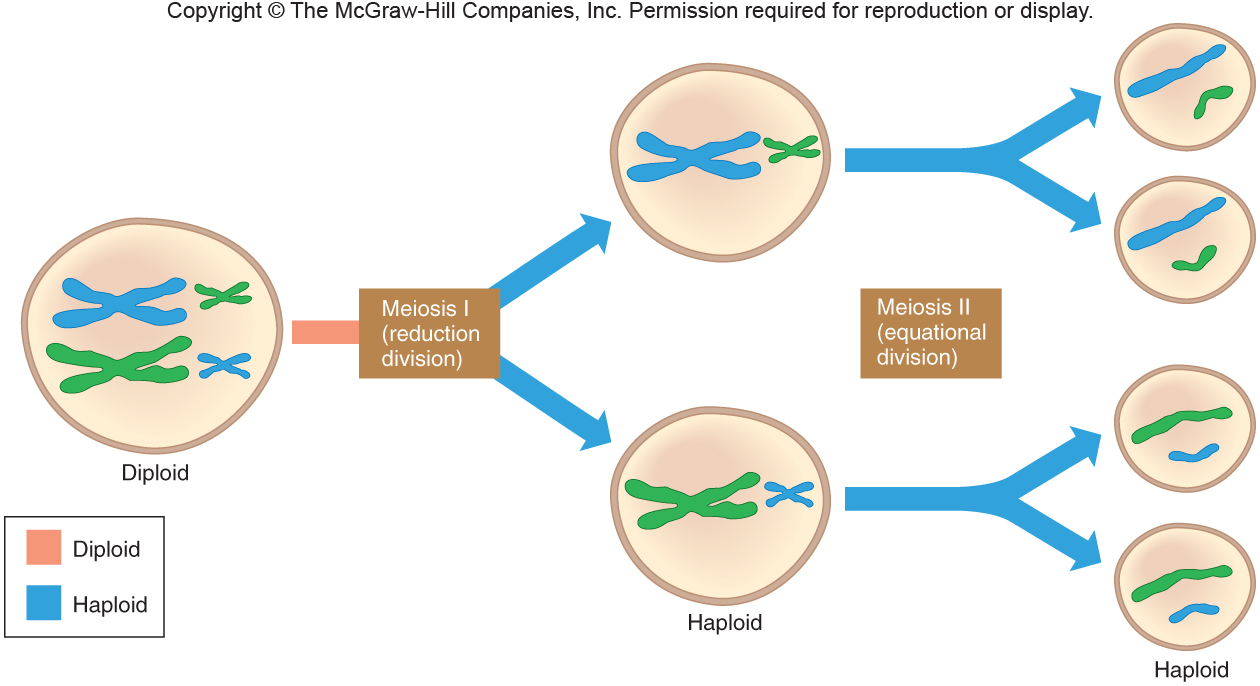 Copyright © The McGraw-Hill Companies, Inc. Permission required for reproduction or display.
Meiosis I
(reduction
division)
Meiosis II
(equational
division)
Diploid
Diploid
Haploid
Haploid
Haploid